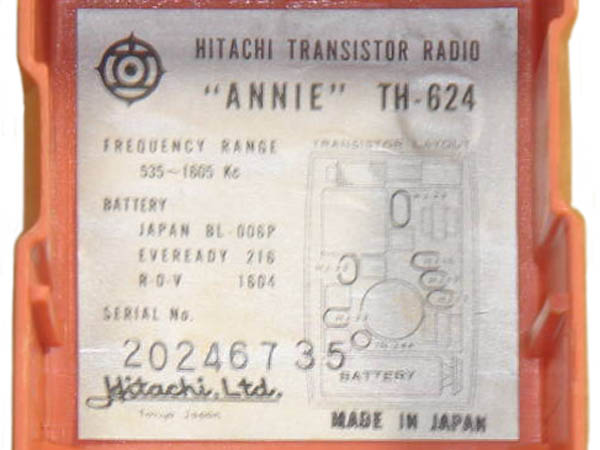 HITACHI TRANSISTOR RADIO
"ANNIE" TH-624
FREQUENCY RANGE
535~1605 Kc
BATTERY
JAPAN BL-006P
EVEREADY 216
RDV 1604
SERIAL No.
20246735
Hitachi, Ltd.
Tokyo Japan
TRANSISTOR LAYOUT
BATTERY
MADE IN JAPAN